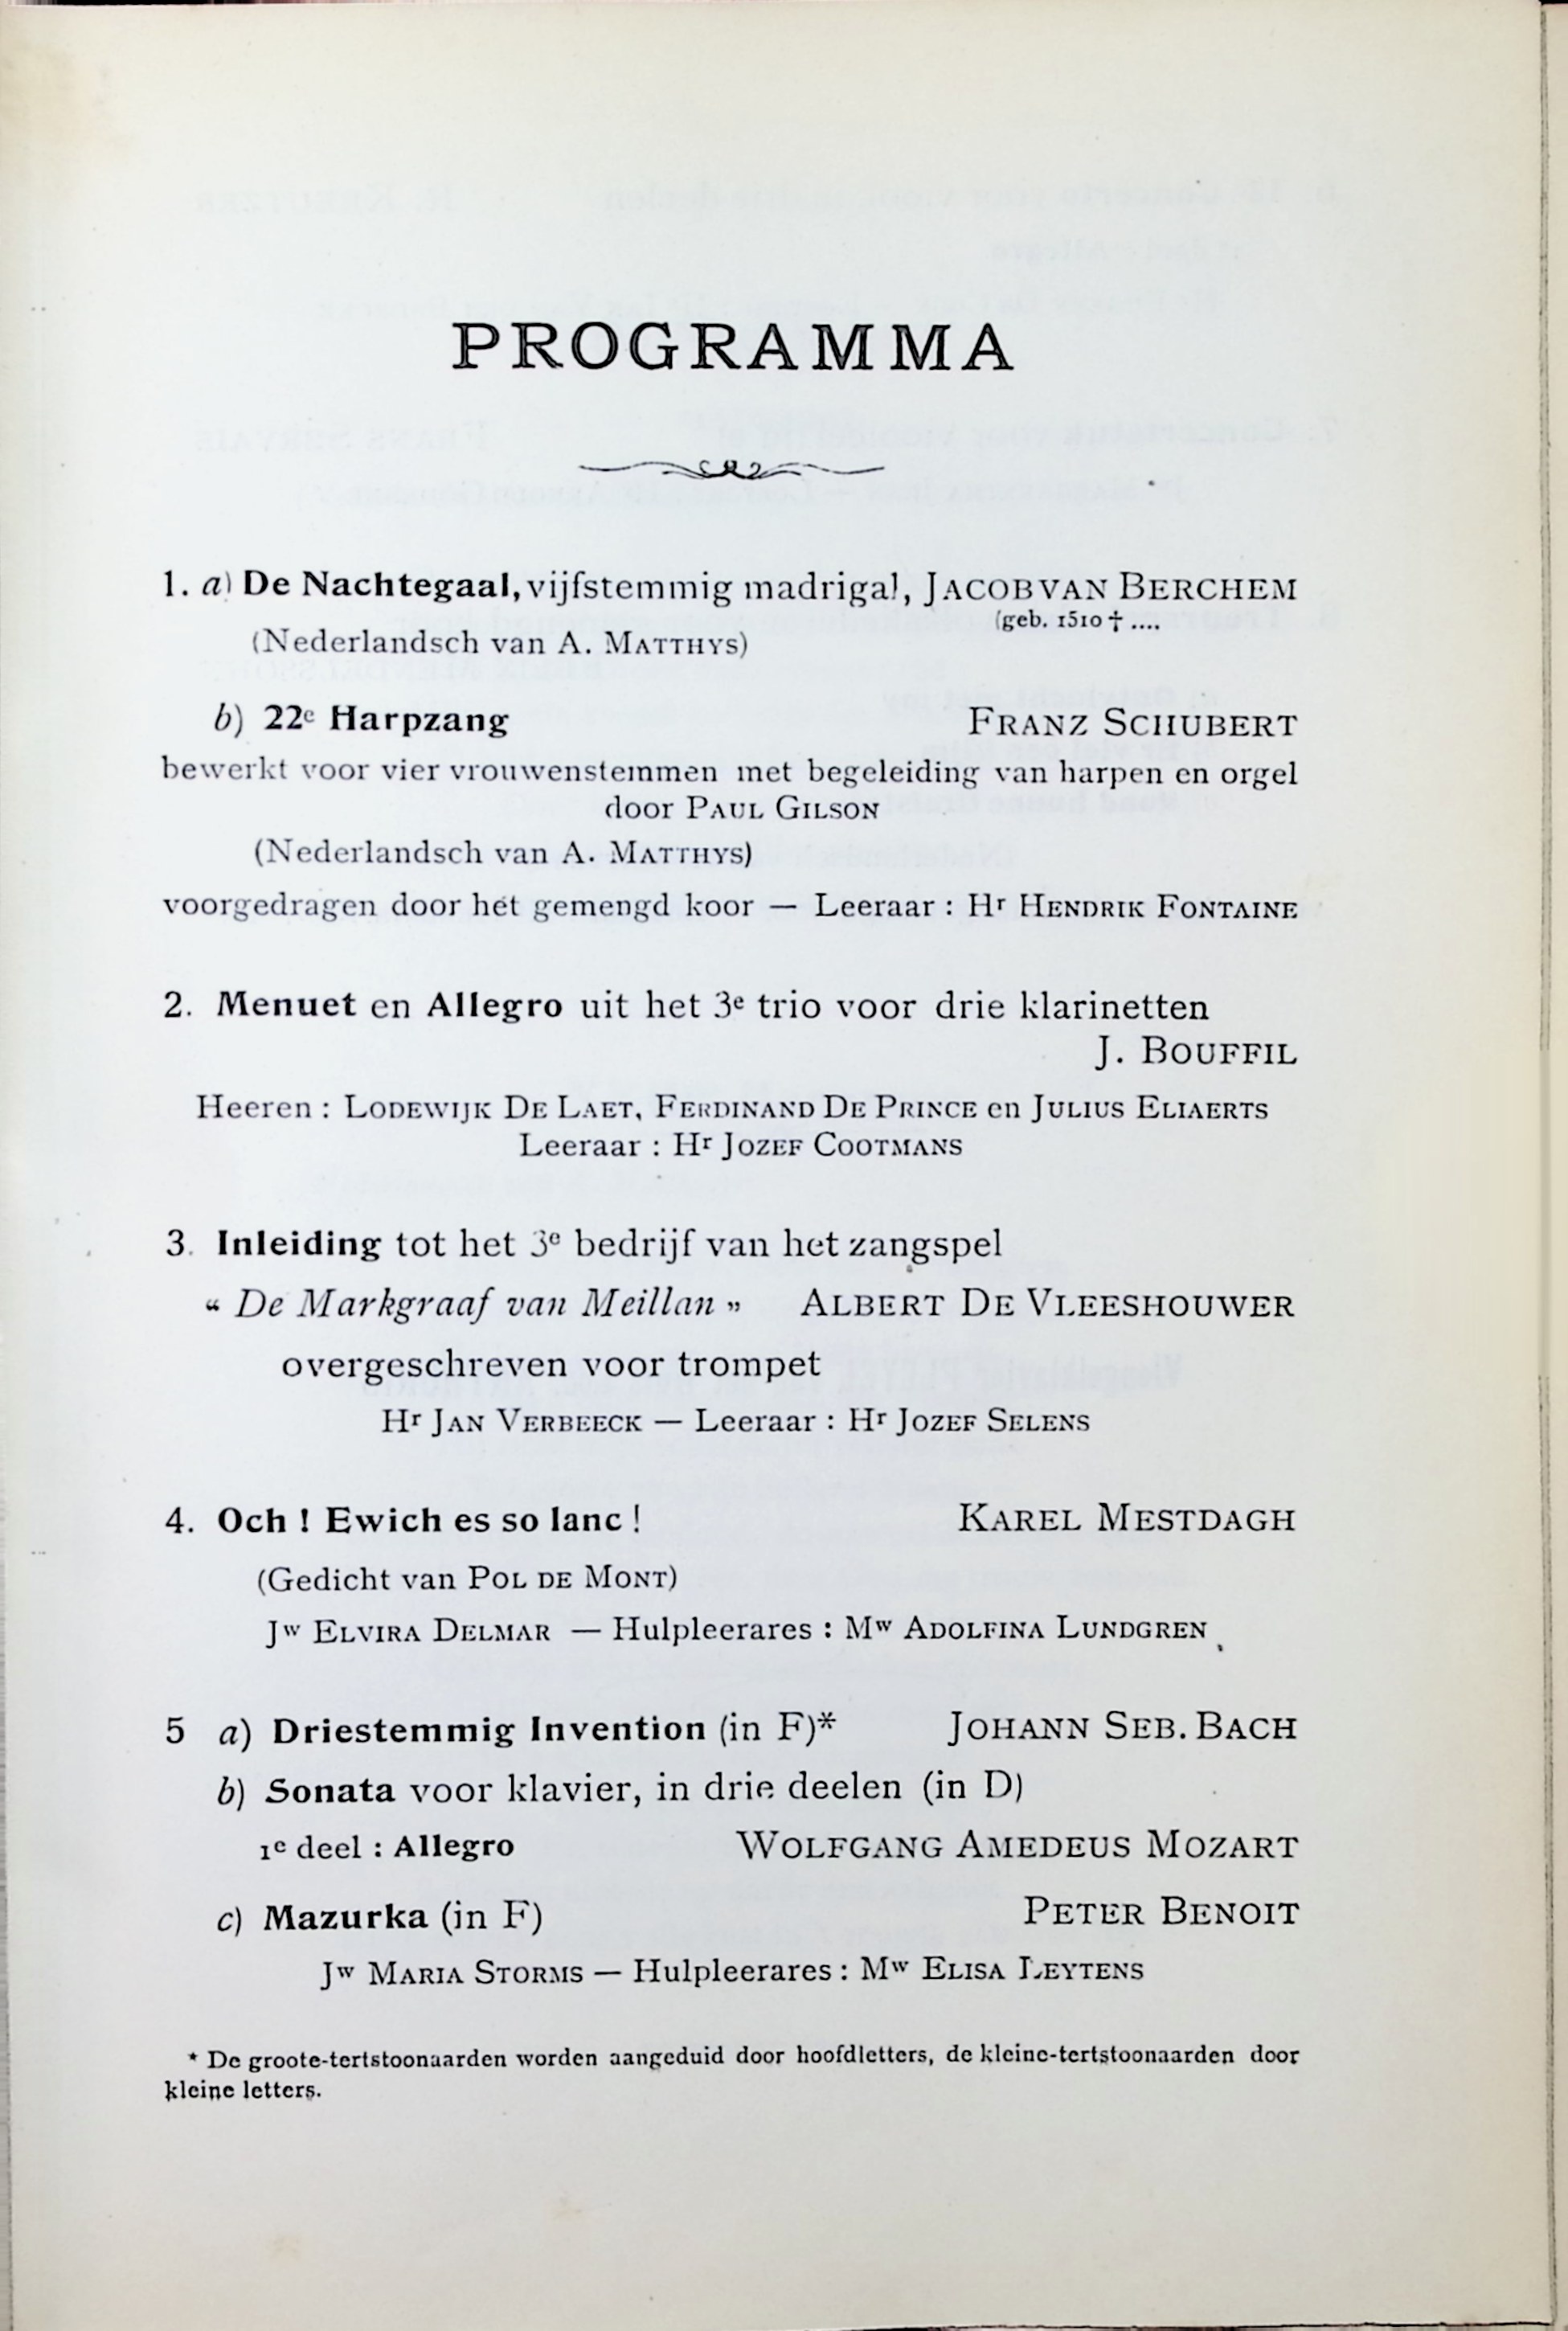 PROGRAMMA
1. a) De Nachtegaal, vijfstemmig madrigal, JACOB VAN BERCHEM
(geb. 1510 † ....
(Nederlandsch van A. MATTHYS)
b) 22e Harpzang FRANZ SCHUBERT
bewerkt voor vier vrouwenstemmen met begeleiding van harpen en orgel
door PAUL GILSON
(Nederlandsch van A. MATTHYS)
voorgedragen door het gemengd koor — Leeraar : Hr HENDRIK FONTAINE
2. Menuet en Allegro uit het 3e trio voor drie klarinetten
J. BOUFFIL
Heeren : LODEWIJK DE LAET, FERDINAND DE PRINCE en JULIUS ELIAERTS
Leeraar : Hr JOZEF COOTMANS
3. Inleiding tot het 3e bedrijf van het zangspel
« De Markgraaf van Meillan » ALBERT DE VLEESHOUWER
overgeschreven voor trompet
Hr JAN VERBEECK — Leeraar : Hr JOZEF SELENS
4. Och ! Ewich es so lanc ! KAREL MESTDAGH
(Gedicht van POL DE MONT)
Jw ELVIRA DELMAR — Hulpleerares : Mw ADOLFINA LUNDGREN
5 a) Driestemmig Invention (in F)* JOHANN SEB. BACH
b) Sonata voor klavier, in drie deelen (in D)
1e deel : Allegro WOLFGANG AMEDEUS MOZART
c) Mazurka (in F) PETER BENOIT
Jw MARIA STORMS — Hulpleerares : Mw ELISA LEYTENS
* De groote-tertstoonaarden worden aangeduid door hoofdletters, de kleine-tertstoonaarden door
kleine letters.